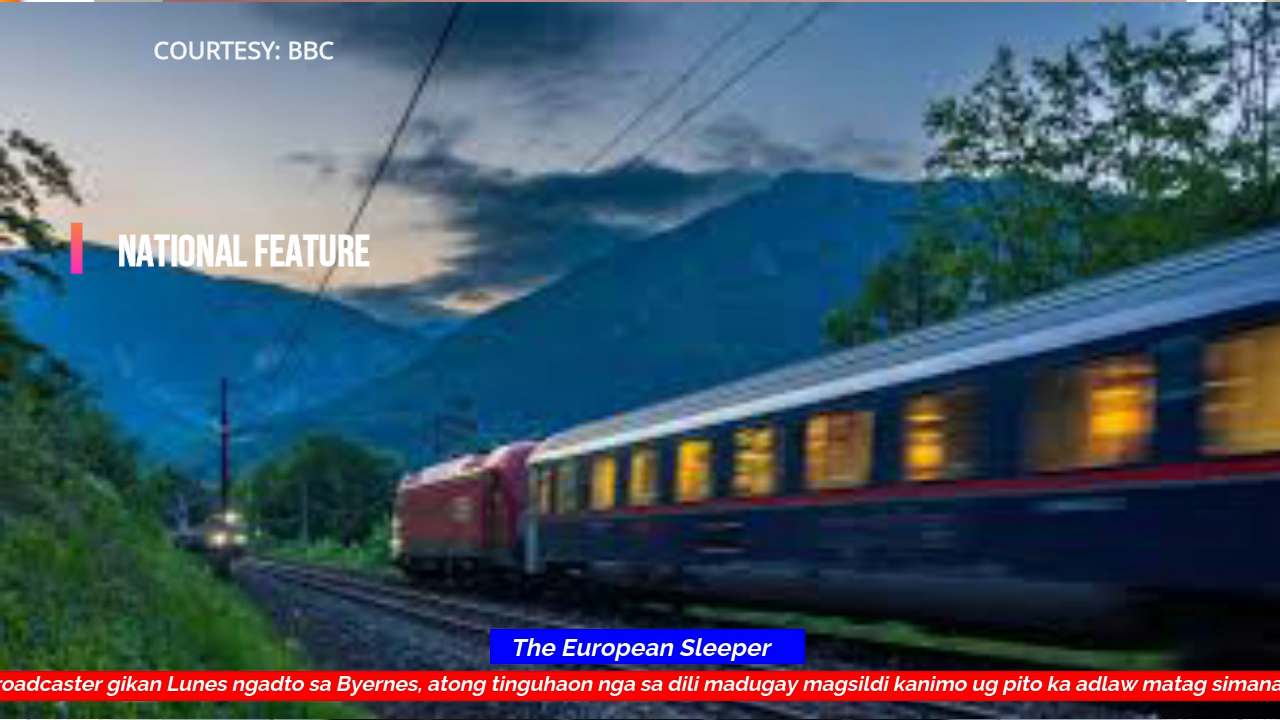 COURTESY: BBC
NATIONAL FEATURE
The European Sleeper
roadcaster gikan Lunes ngadto sa Byernes, atong tinguhaon nga sa dili madugay magsildi kanimo ug pito ka adlaw matag simana